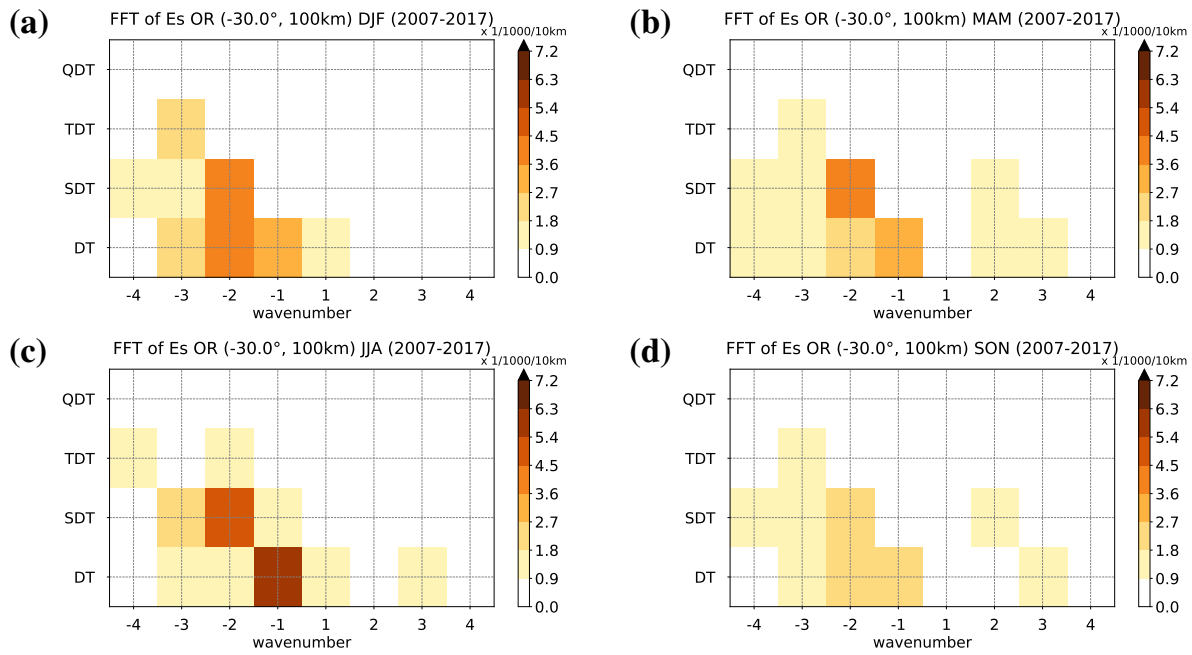 (a)
FFT of Es OR (-30.0°, 100km) DJF (2007-2017)
x 1/1000/10km
QDT
TDT
SDT
DT
-4 -3 -2 -1 1 2 3 4
wavenumber
7.2
6.3
5.4
4.5
3.6
2.7
1.8
0.9
0.0
(b)
FFT of Es OR (-30.0°, 100km) MAM (2007-2017)
x 1/1000/10km
QDT
TDT
SDT
DT
-4 -3 -2 -1 1 2 3 4
wavenumber
7.2
6.3
5.4
4.5
3.6
2.7
1.8
0.9
0.0
(c)
FFT of Es OR (-30.0°, 100km) JJA (2007-2017)
x 1/1000/10km
QDT
TDT
SDT
DT
-4 -3 -2 -1 1 2 3 4
wavenumber
7.2
6.3
5.4
4.5
3.6
2.7
1.8
0.9
0.0
(d)
FFT of Es OR (-30.0°, 100km) SON (2007-2017)
x 1/1000/10km
QDT
TDT
SDT
DT
-4 -3 -2 -1 1 2 3 4
wavenumber
7.2
6.3
5.4
4.5
3.6
2.7
1.8
0.9
0.0